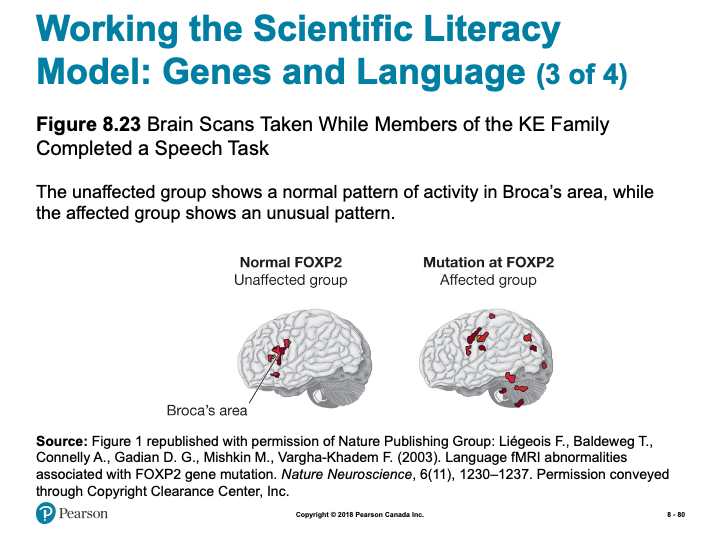 Working the Scientific Literacy
Model: Genes and Language (3 of 4)
Figure 8.23 Brain Scans Taken While Members of the KE Family
Completed a Speech Task
The unaffected group shows a normal pattern of activity in Broca’s area, while
the affected group shows an unusual pattern.
Normal FOXP2
Unaffected group
Mutation at FOXP2
Affected group
Broca’s area
Source: Figure 1 republished with permission of Nature Publishing Group: Liégeois F., Baldeweg T.,
Connelly A., Gadian D. G., Mishkin M., Vargha-Khadem F. (2003). Language fMRI abnormalities
associated with FOXP2 gene mutation. Nature Neuroscience, 6(11), 1230–1237. Permission conveyed
through Copyright Clearance Center, Inc.
P Pearson
Copyright © 2018 Pearson Canada Inc.
8 - 80